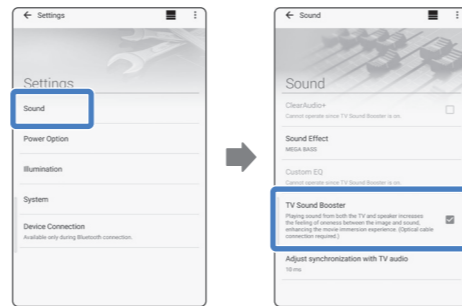 Settings
Settings
Sound
Power Option
Illumination
System
Device Connection
Available only during Bluetooth connection.
Sound
Sound
ClearAudio+
Cannot operate since TV Sound Booster is on.
Sound Effect
MEGA BASS
Custom EQ
Cannot operate since TV Sound Booster is on.
TV Sound Booster
Playing sound from both the TV and speaker increases
the feeling of oneness between the image and sound,
enhancing the movie-immersion experience. (Optical cable
connection required.)
Adjust synchronization with TV audio
10 ms